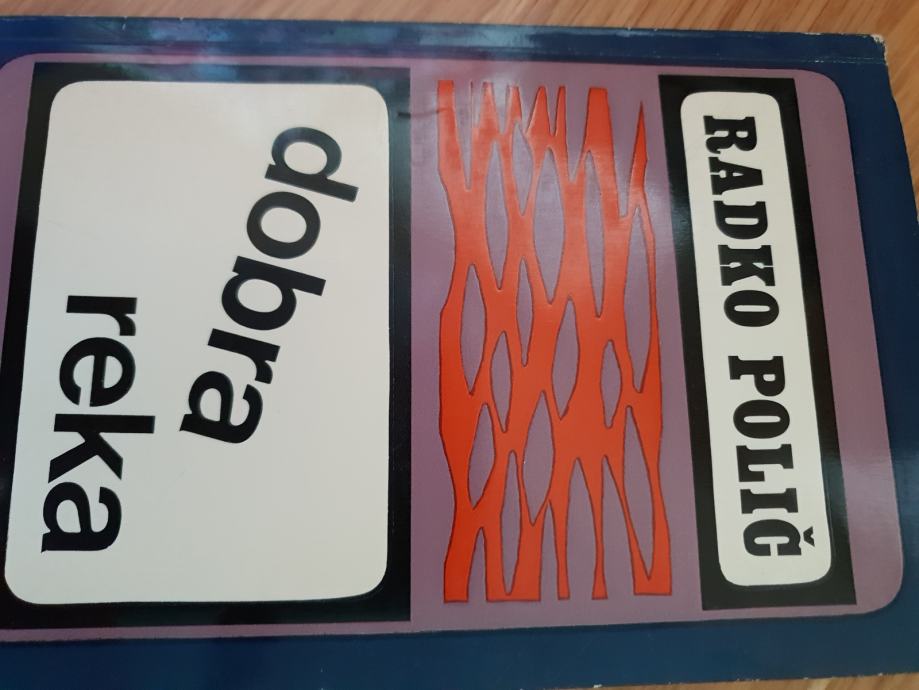 RADKO POLIČ
dobra
reka